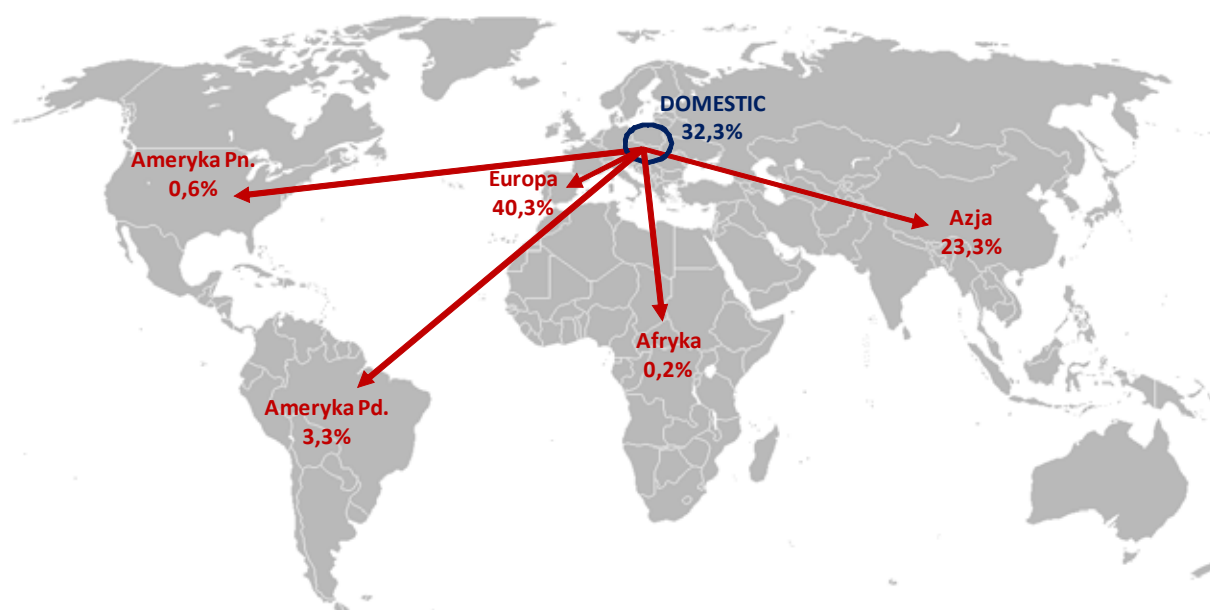 DOMESTIC
32,3%
Ameryka Pn.
0,6%
Europa
40,3%
Azja
23,3%
Afryka
0,2%
Ameryka Pd.
3,3%